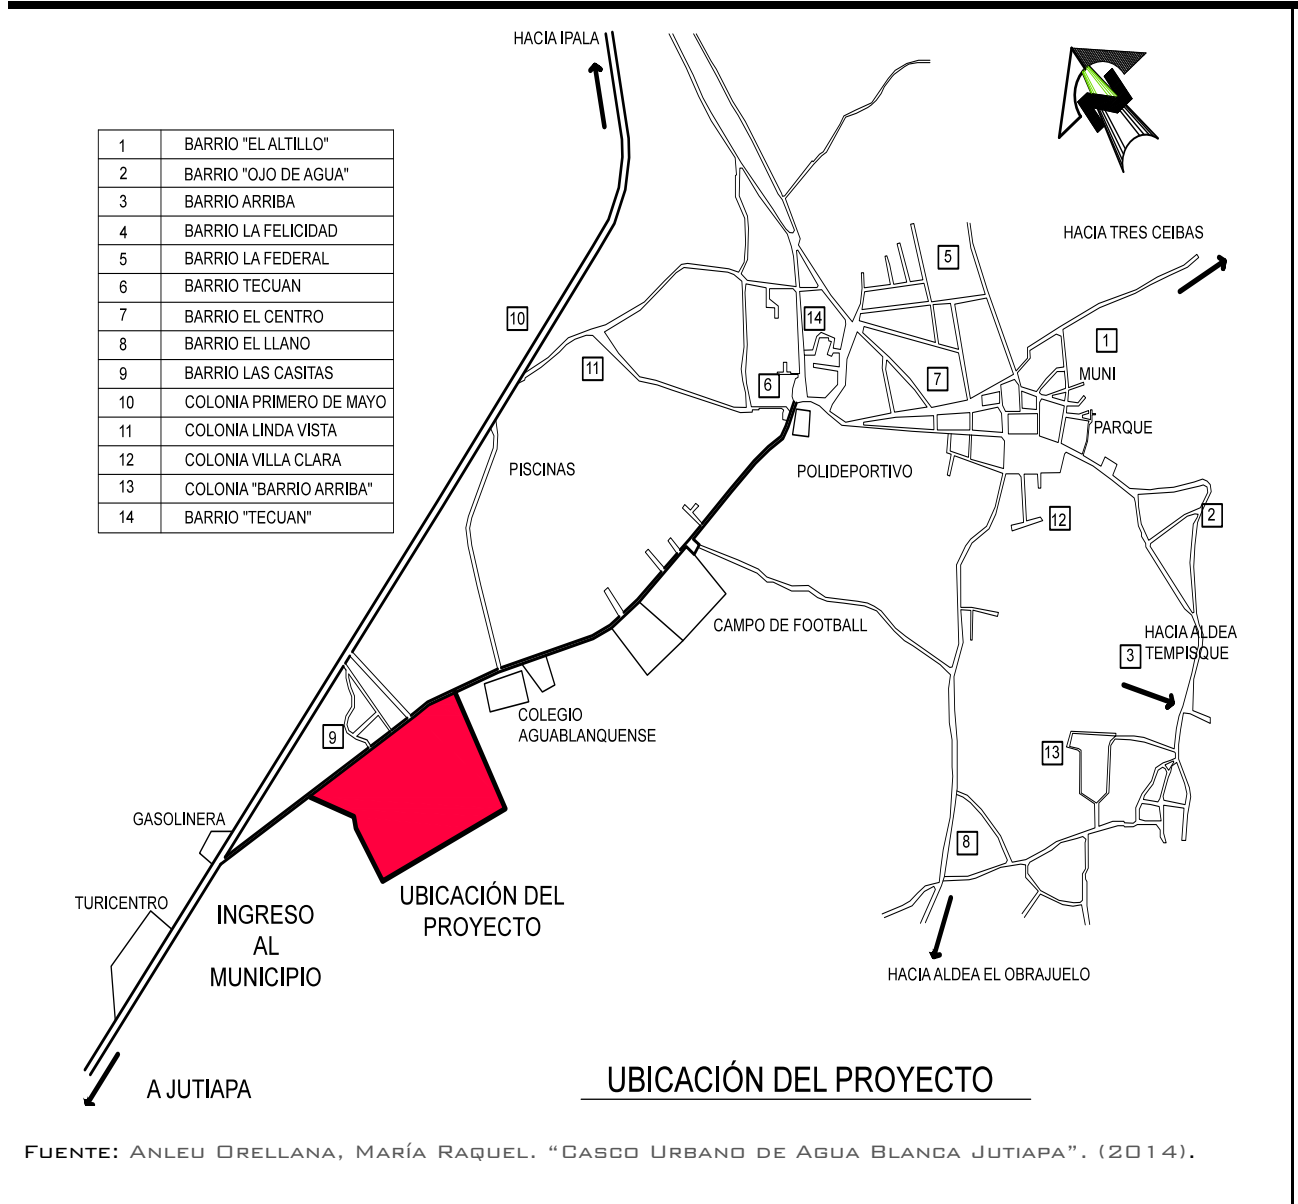 HACIA IPALA
1 BARRIO "EL ALTILLO"
2 BARRIO "OJO DE AGUA"
3 BARRIO ARRIBA
4 BARRIO LA FELICIDAD
5 BARRIO LA FEDERAL
6 BARRIO TECUAN
7 BARRIO EL CENTRO
8 BARRIO EL LLANO
9 BARRIO LAS CASITAS
10 COLONIA PRIMERO DE MAYO
11 COLONIA LINDA VISTA
12 COLONIA VILLA CLARA
13 COLONIA "BARRIO ARRIBA"
14 BARRIO "TECUAN"
HACIA TRES CEIBAS
5
10
14
1
11
MUNI
6
7
PARQUE
PISCINAS
POLIDEPORTIVO
12
2
CAMPO DE FOOTBALL
HACIA ALDEA
TEMPISQUE
3
COLEGIO
AGUABLANQUENSE
9
13
GASOLINERA
8
TURICENTRO
UBICACIÓN DEL
PROYECTO
INGRESO
AL
MUNICIPIO
HACIA ALDEA EL OBRAJUELO
A JUTIAPA
UBICACIÓN DEL PROYECTO
FUENTE: ANLEU ORELLANA, MARÍA RAQUEL. “CASCO URBANO DE AGUA BLANCA JUTIAPA”. (2014).